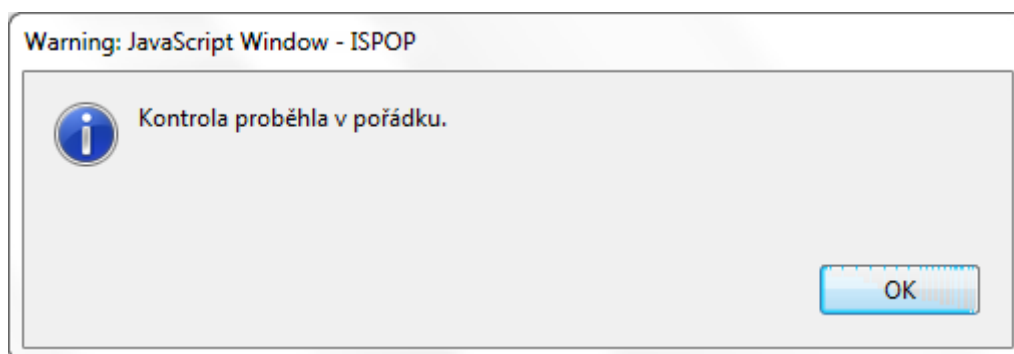 Warning: JavaScript Window - ISPOP
Kontrola proběhla v pořádku.
OK